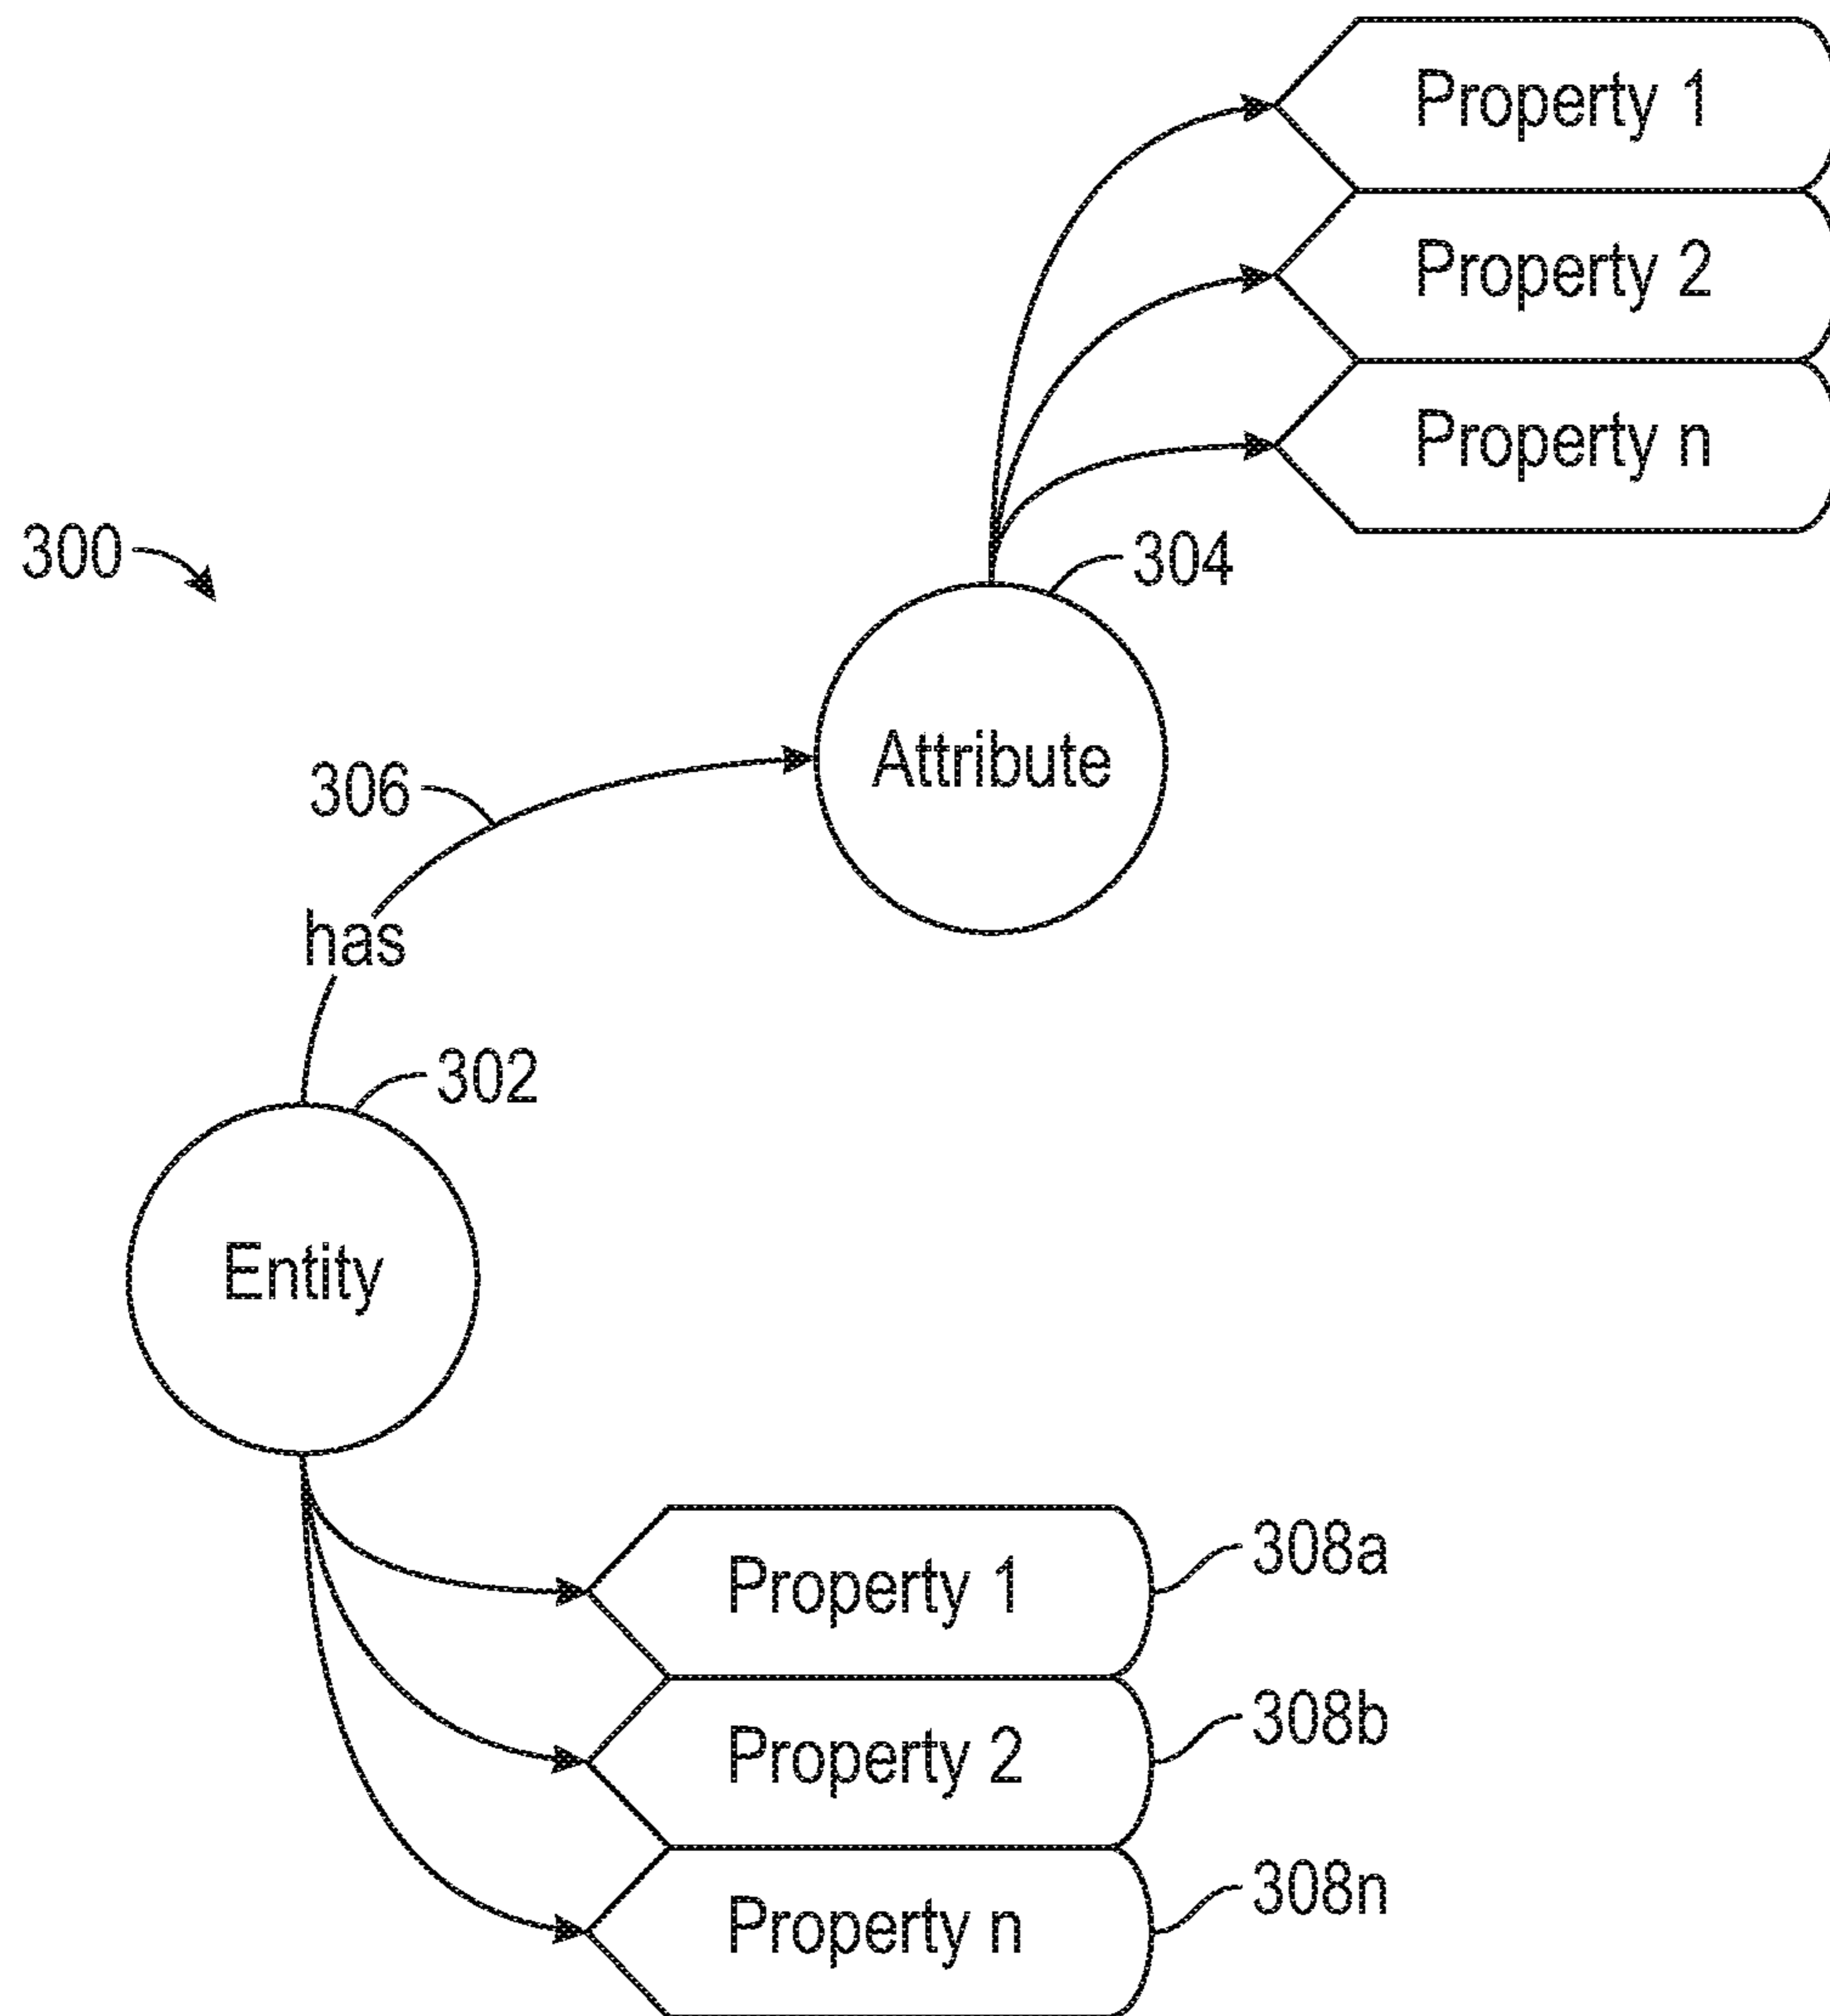 Property 1
Property 2
Property n
300
304
Attribute
306
has
302
Entity
Property 1
308a
Property 2
308b
Property n
308n